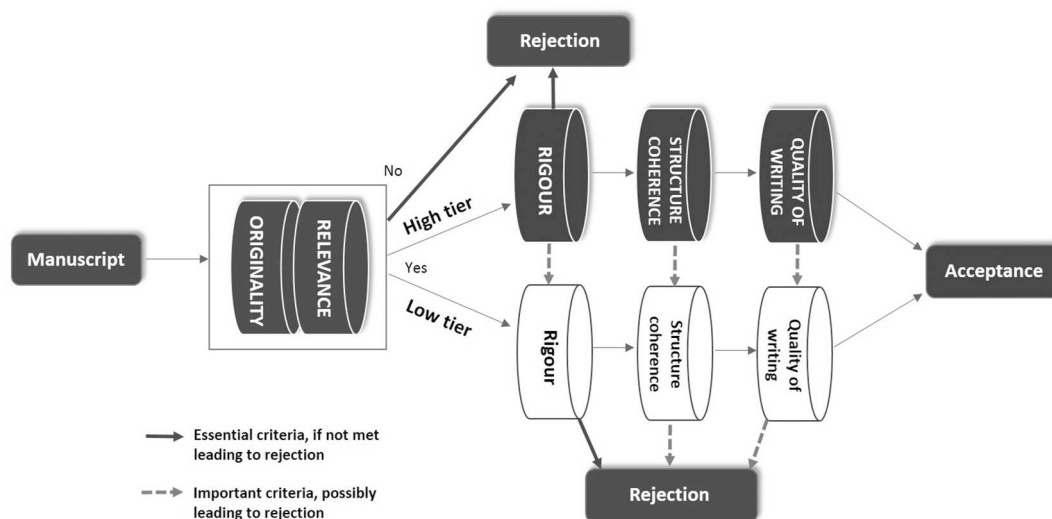 Rejection
RIGOUR
STRUCTURE
COHERENCE
QUALITY OF
WRITING
No
High tier
Manuscript
ORIGINALITY
RELEVANCE
Yes
Low tier
Acceptance
Rigour
Structure
coherence
Quality of
writing
Essential criteria, if not met
leading to rejection
Rejection
Important criteria, possibly
leading to rejection